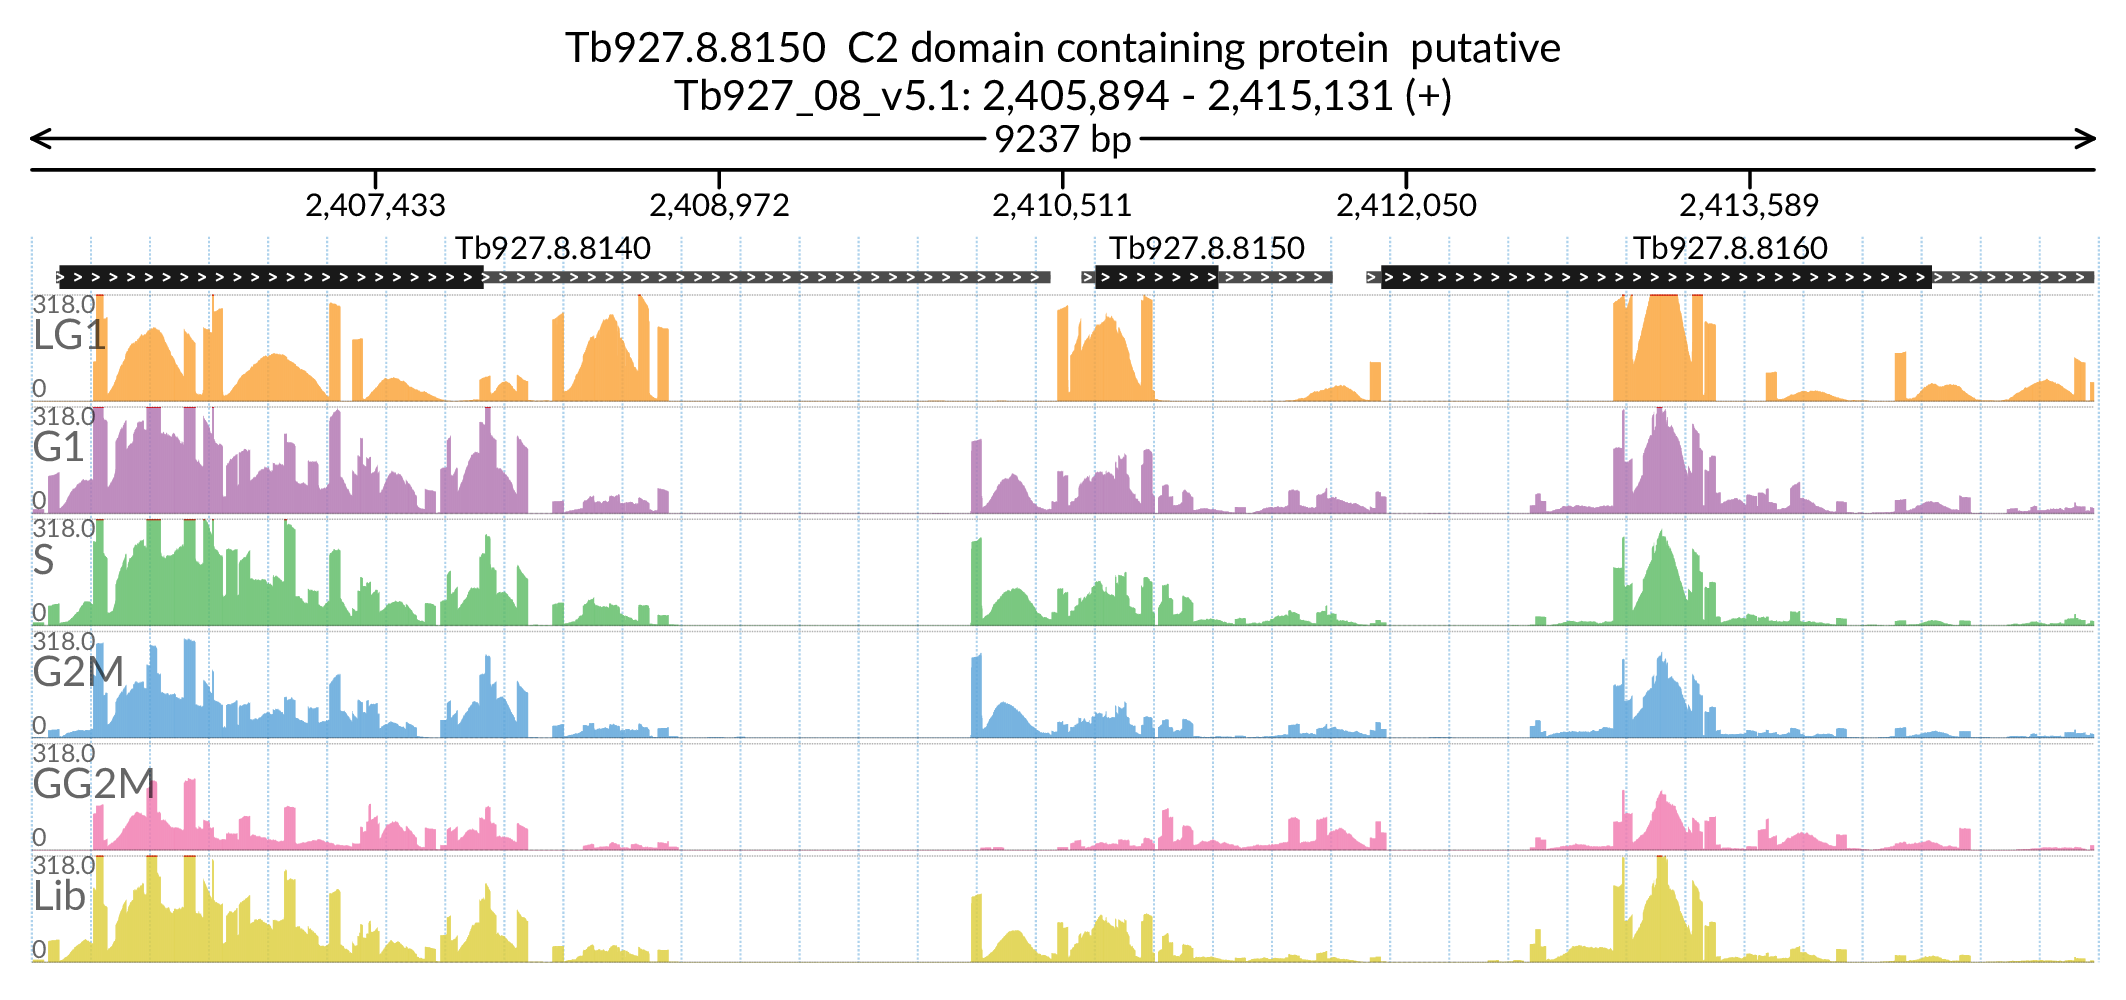 Tb927.8.8150  C2 domain containing protein  putative
Tb927_08_v5.1: 2,405,894 - 2,415,131 (+)
9237 bp
2,407,433 2,408,972 2,410,511 2,412,050 2,413,589
Tb927.8.8140 Tb927.8.8150 Tb927.8.8160
318.0
LG1
0
318.0
G1
0
318.0
S
0
318.0
G2M
0
318.0
GG2M
0
318.0
Lib
0